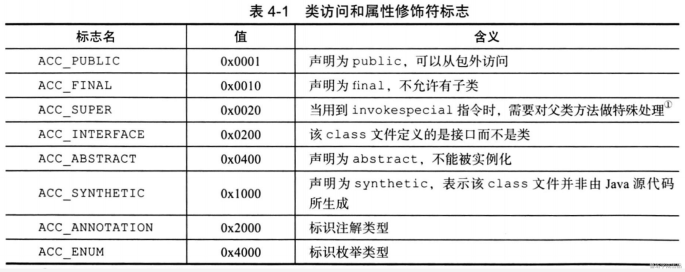 表 4-1 类访问和属性修饰符标志
标志名 值 含义
ACC_PUBLIC 0x0001 声明为 public，可以从包外访问
ACC_FINAL 0x0010 声明为 final，不允许有子类
ACC_SUPER 0x0020 当用到 invokespecial 指令时，需要对父类方法做特殊处理①
ACC_INTERFACE 0x0200 该 class 文件定义的是接口而不是类
ACC_ABSTRACT 0x0400 声明为 abstract，不能被实例化
ACC_SYNTHETIC 0x1000 声明为 synthetic，表示该 class 文件并非由 Java 源代码
所生成
ACC_ANNOTATION 0x2000 标识注解类型
ACC_ENUM 0x4000 标识枚举类型